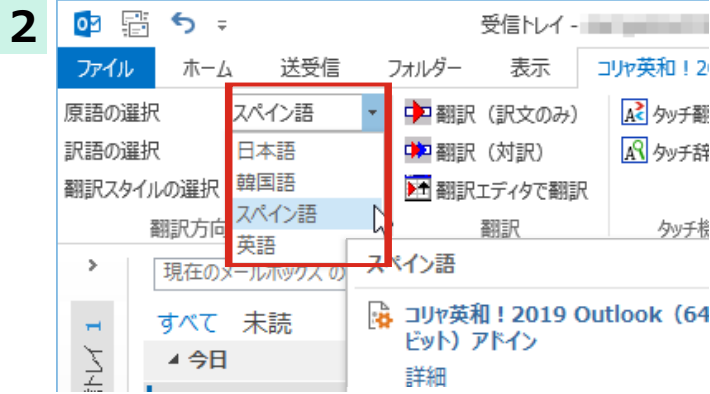 2
受信トレイ -
ファイル ホーム 送受信 フォルダー 表示 コリャ英和！2
原語の選択 スペイン語 翻訳（訳文のみ） タッチ翻
訳語の選択 日本語 翻訳（対訳） タッチ辞
翻訳スタイルの選択 韓国語 翻訳エディタで翻訳
スペイン語
翻訳方向 英語 翻訳 タッチ機
現在のメールボックス の スペイン語
すべて 未読 コリャ英和！2019 Outlook（64
ビット）アドイン
今日 詳細
1
トレイ